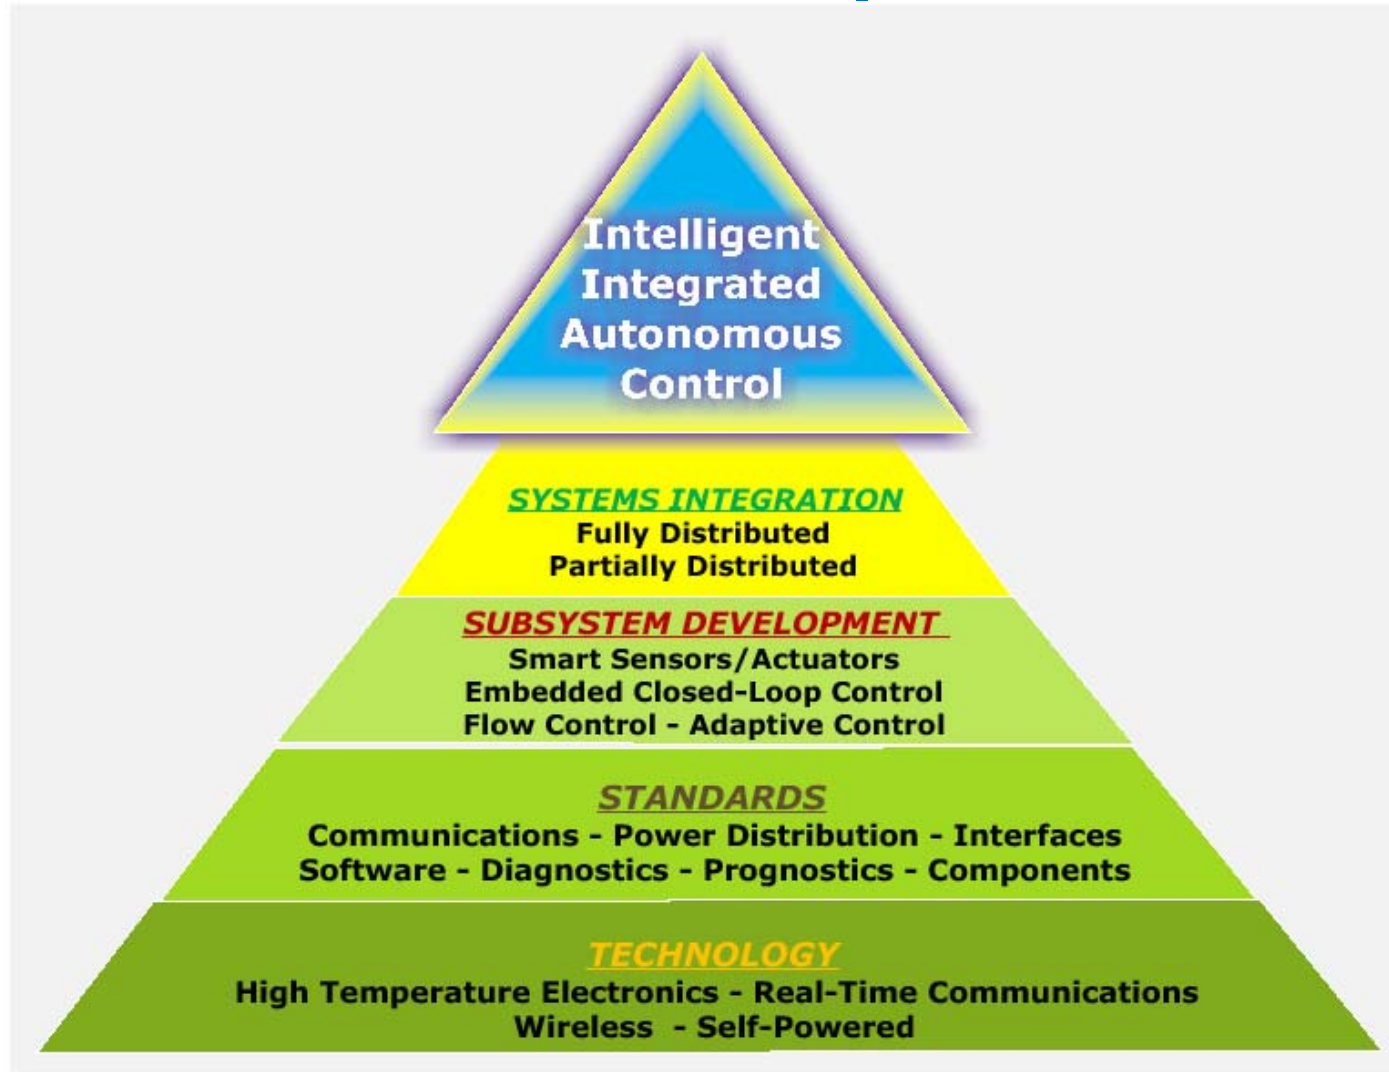 Intelligent
Integrated
Autonomous
Control
SYSTEMS INTEGRATION
Fully Distributed
Partially Distributed
SUBSYSTEM DEVELOPMENT
Smart Sensors/Actuators
Embedded Closed-Loop Control
Flow Control - Adaptive Control
STANDARDS
Communications - Power Distribution - Interfaces
Software - Diagnostics - Prognostics - Components
TECHNOLOGY
High Temperature Electronics - Real-Time Communications
Wireless - Self-Powered